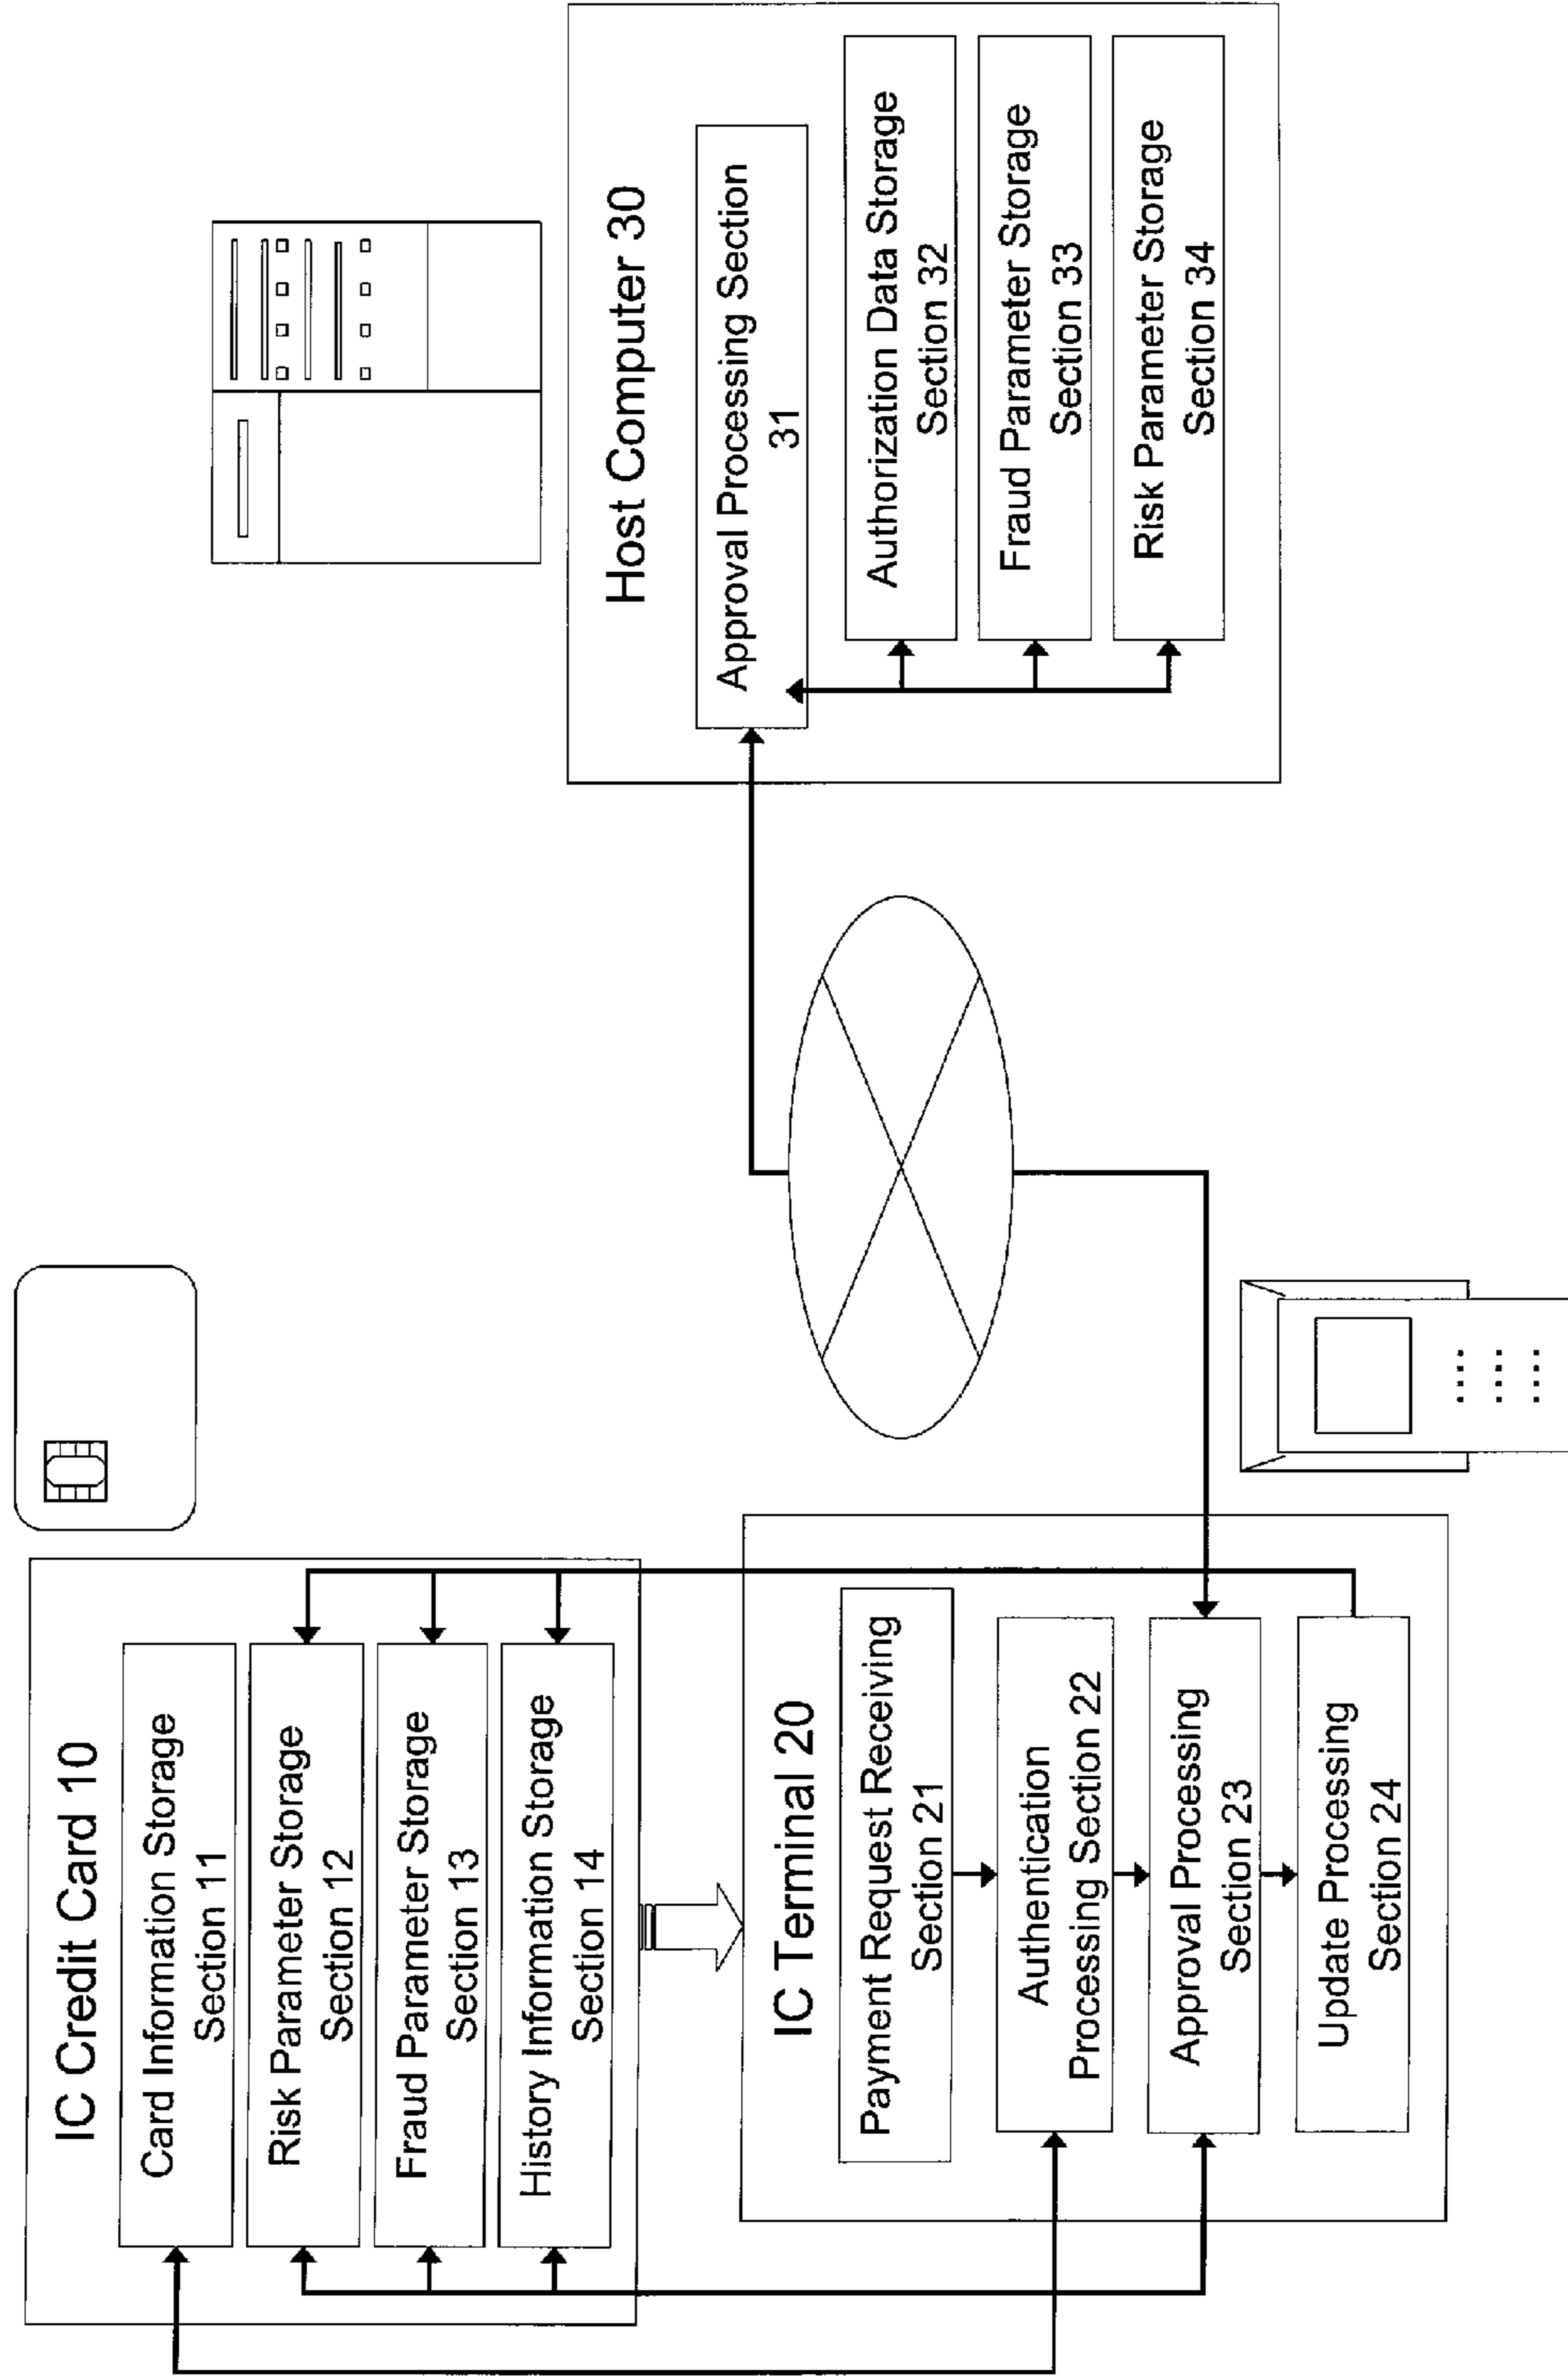 IC Credit Card 10
Card Information Storage
Section 11
Risk Parameter Storage
Section 12
Fraud Parameter Storage
Section 13
History Information Storage
Section 14
IC Terminal 20
Payment Request Receiving
Section 21
Authentication
Processing Section 22
Approval Processing
Section 23
Update Processing
Section 24
Host Computer 30
Approval Processing Section
31
Authorization Data Storage
Section 32
Fraud Parameter Storage
Section 33
Risk Parameter Storage
Section 34